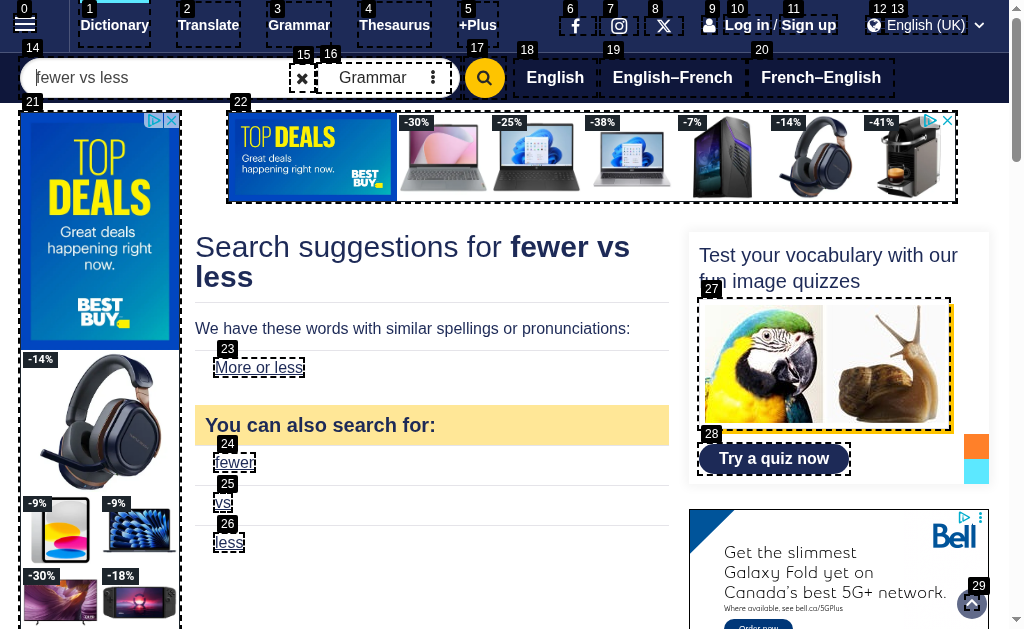 0
1
2
3
4
5
6
7
8
9
10
11
12
13
Dictionary
Translate
Grammar
Thesaurus
+Plus
Log in / Sign up
English (UK)
14
15
16
17
18
19
20
fewer vs less
Grammar
English
English–French
French–English
21
22
TOP
DEALS
Great deals
happening right
now.
BEST
BUY
-14%
-9%
-9%
-30%
-18%
TOP DEALS
Great deals
happening right now.
BEST
BUY
-30%
-25%
-38%
-7%
-14%
-41%
Search suggestions for fewer vs
less
We have these words with similar spellings or pronunciations:
23
More or less
You can also search for:
24
fewer
25
vs
26
less
Test your vocabulary with our
fun image quizzes
27
28
Try a quiz now
Bell
Get the slimmest
Galaxy Fold yet on
Canada's best 5G+ network.
Where available, see bell.ca/5GPlus
Order now
29